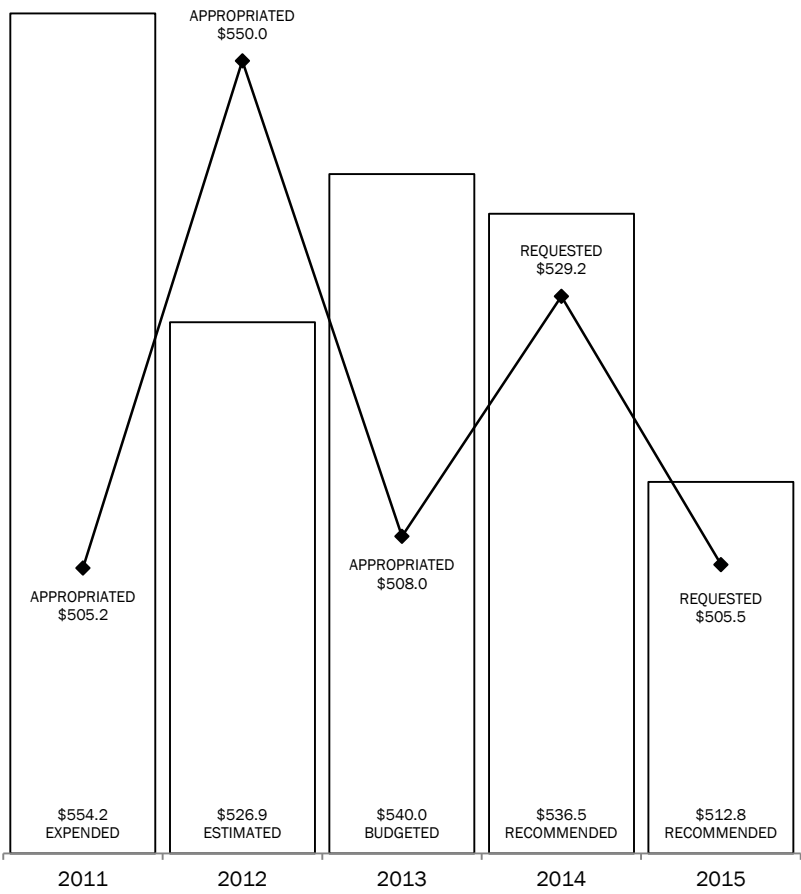 APPROPRIATED
$550.0
REQUESTED
$529.2
APPROPRIATED
$508.0
APPROPRIATED
$505.2
REQUESTED
$505.5
$554.2
EXPENDED
$526.9
ESTIMATED
$540.0
BUDGETED
$536.5
RECOMMENDED
$512.8
RECOMMENDED
2011
2012
2013
2014
2015